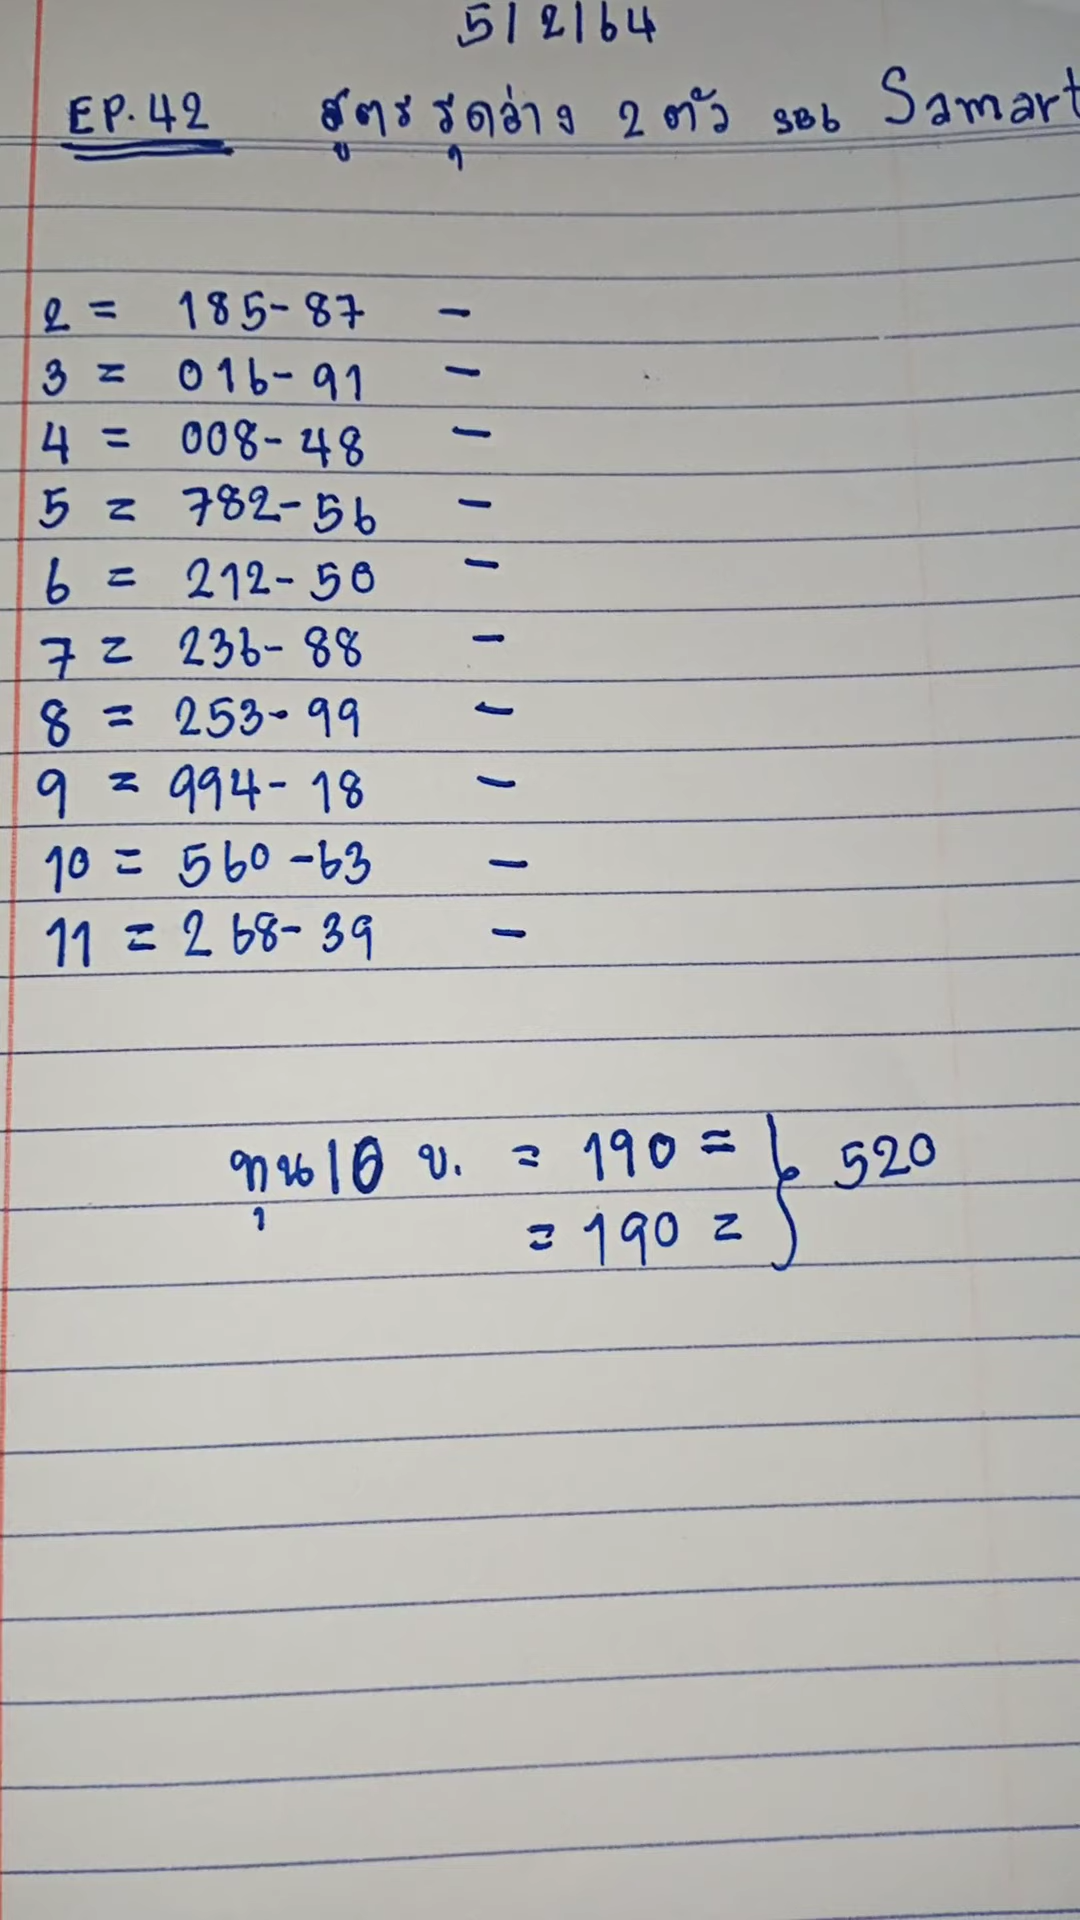 5/2/64
EP.42 สูตร รูดล่าง 2 ตัว Samart
2 = 185-87 -
3 = 016-91 -
4 = 008-48 -
5 = 782-56 -
6 = 212-50 -
7 = 236-88 -
8 = 253-99 -
9 = 994-18 -
10 = 560-63 -
11 = 268-39 -
ทุน 10 บ. = 190 = } 520
= 190 =